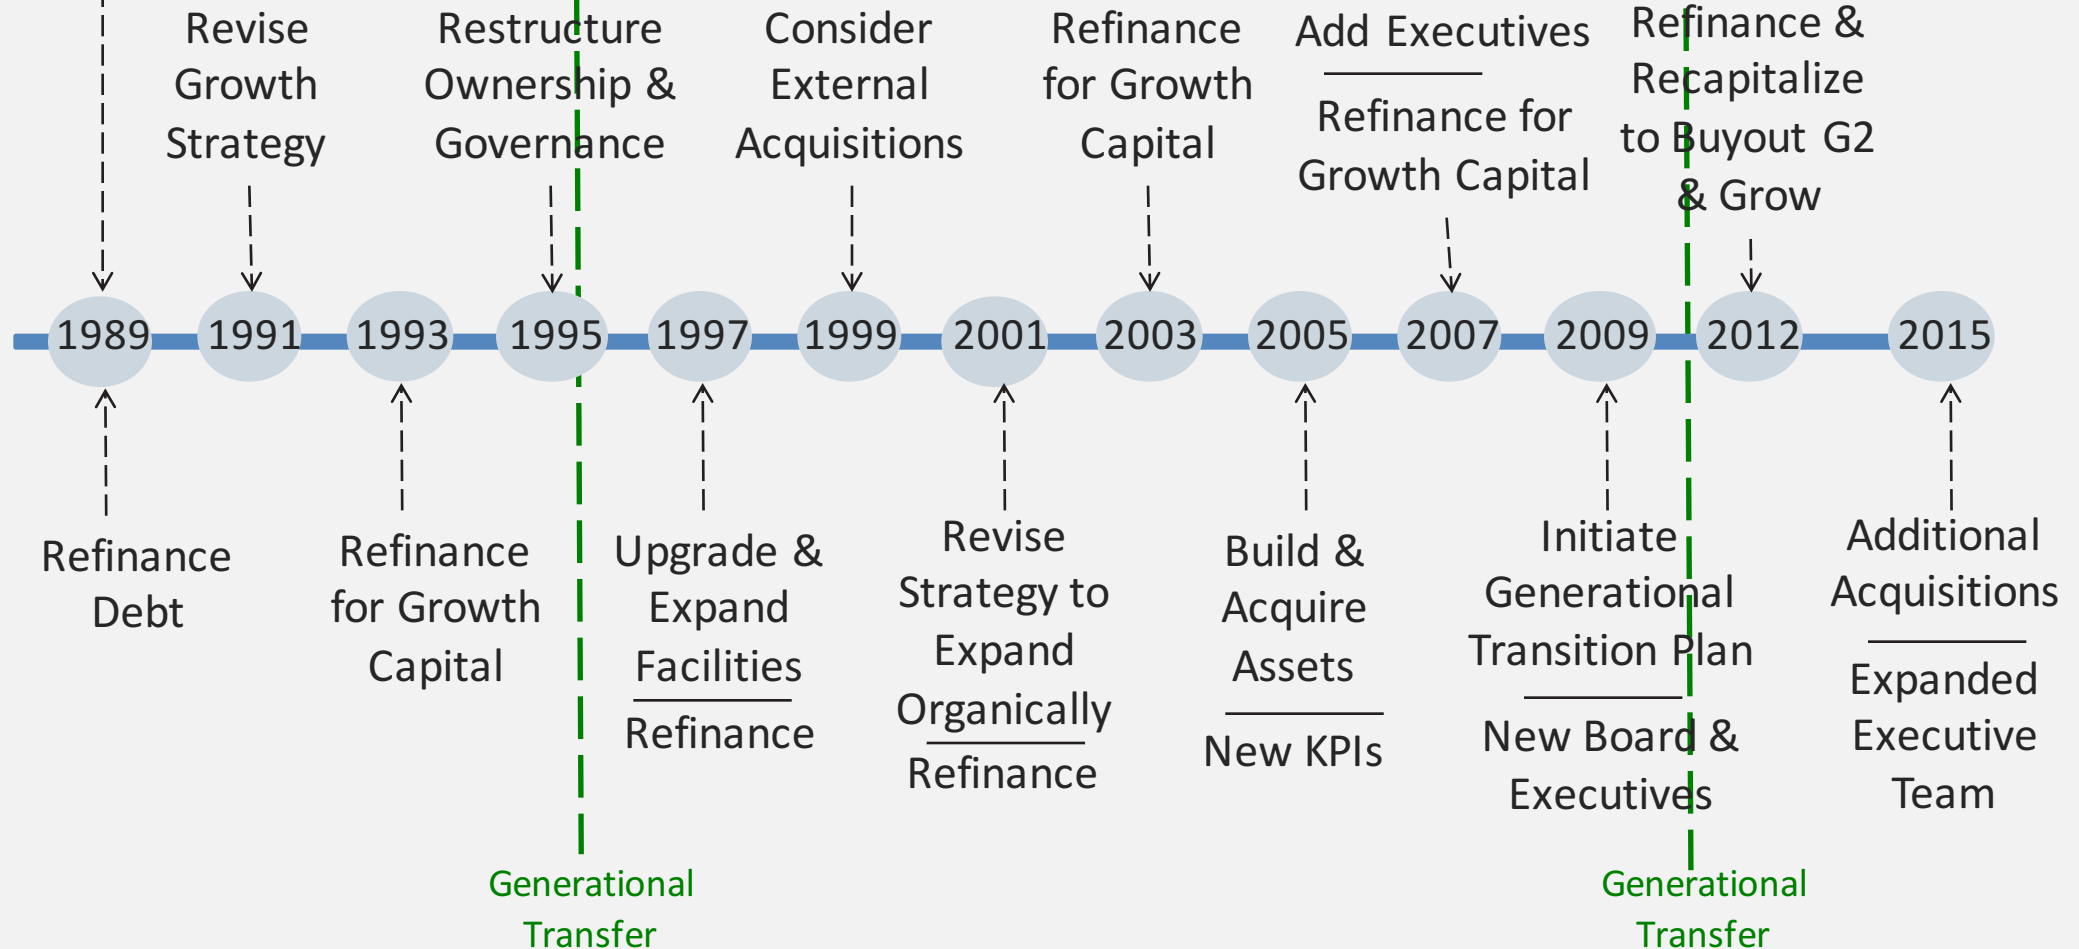 Revise
Growth
Strategy
Restructure
Ownership &
Governance
Consider
External
Acquisitions
Refinance
for Growth
Capital
Add Executives
Refinance for
Growth Capital
Refinance &
Recapitalize
to Buyout G2
& Grow
1989
1991
1993
1995
1997
1999
2001
2003
2005
2007
2009
2012
2015
Refinance
Debt
Refinance
for Growth
Capital
Upgrade &
Expand
Facilities
Refinance
Revise
Strategy to
Expand
Organically
Refinance
Build &
Acquire
Assets
New KPIs
Initiate
Generational
Transition Plan
New Board &
Executives
Additional
Acquisitions
Expanded
Executive
Team
Generational
Transfer
Generational
Transfer